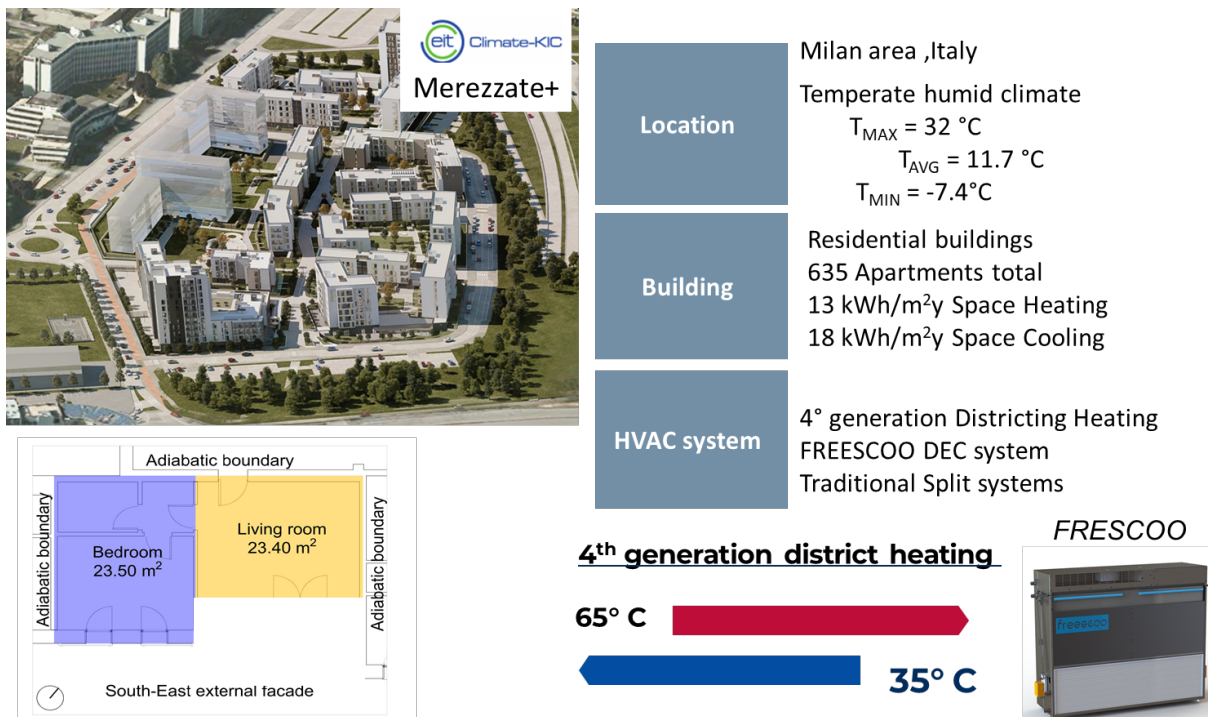 eit Climate-KIC
Merezzate+
Location
Milan area ,Italy
Temperate humid climate
TMAX = 32 °C
TAVG = 11.7 °C
TMIN = -7.4°C
Building
Residential buildings
635 Apartments total
13 kWh/m²y Space Heating
18 kWh/m²y Space Cooling
HVAC system
4° generation Districting Heating
FREESCOO DEC system
Traditional Split systems
Adiabatic boundary
Adiabatic boundary
Bedroom
23.50 m²
Living room
23.40 m²
Adiabatic boundary
South-East external facade
4th generation district heating
65° C
35° C
FRESCOO
freescoo